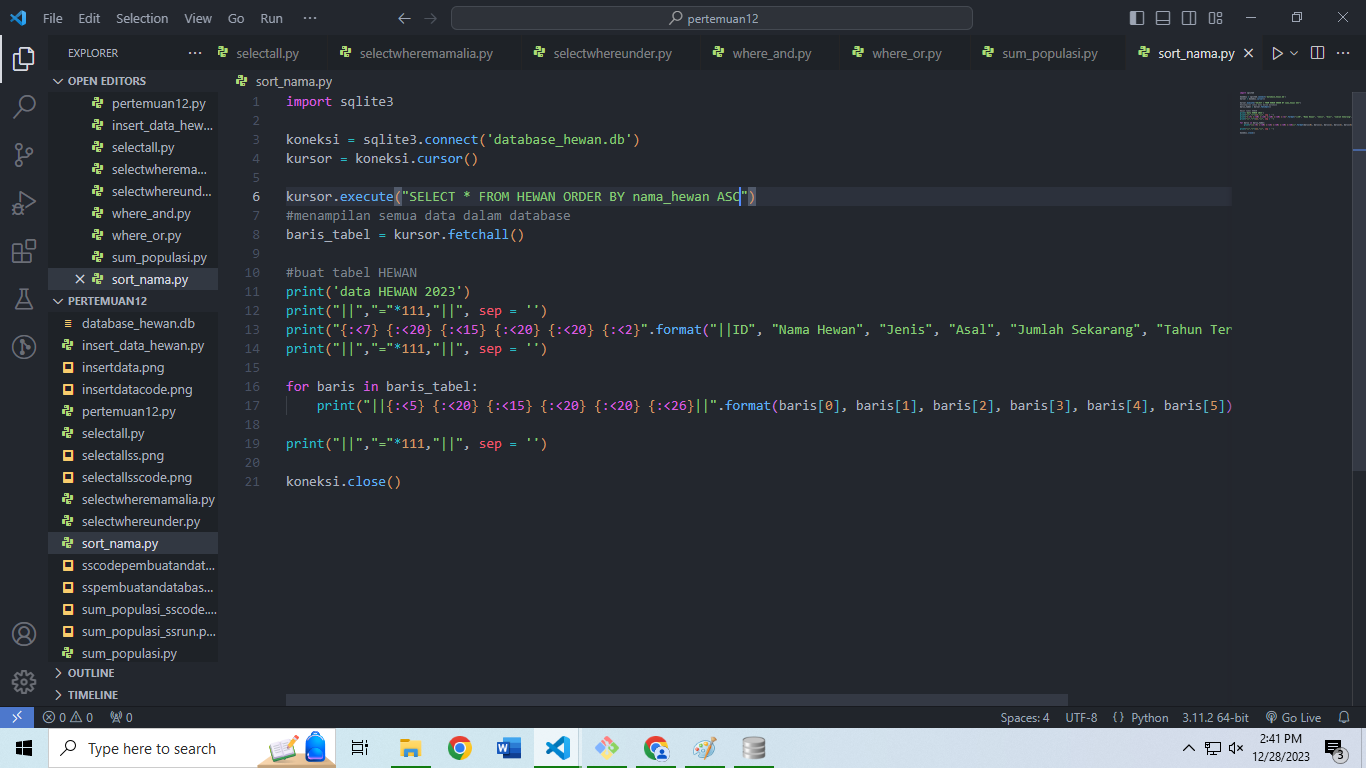 File Edit Selection View Go Run ···
pertemuan12
EXPLORER ···
selectall.py selectwheremamalia.py selectwhereunder.py where_and.py where_or.py sum_populasi.py sort_nama.py
OPEN EDITORS
pertemuan12.py
insert_data_hew...
selectall.py
selectwherema...
selectwhereund...
where_and.py
where_or.py
sum_populasi.py
sort_nama.py
PERTEMUAN12
database_hewan.db
insert_data_hewan.py
insertdata.png
insertdatacode.png
pertemuan12.py
selectall.py
selectallss.png
selectallsscode.png
selectwheremamalia.py
selectwhereunder.py
sort_nama.py
sscodepembuatandat...
sspembuatandatabas...
sum_populasi_sscode....
sum_populasi_ssrun.p...
sum_populasi.py
OUTLINE
TIMELINE
sort_nama.py
1 import sqlite3
2
3 koneksi = sqlite3.connect('database_hewan.db')
4 kursor = koneksi.cursor()
5
6 kursor.execute("SELECT * FROM HEWAN ORDER BY nama_hewan ASC")
7 #menampilan semua data dalam database
8 baris_tabel = kursor.fetchall()
9
10 #buat tabel HEWAN
11 print('data HEWAN 2023')
12 print("||","="*111,"||", sep = '')
13 print("{:<7} {:<20} {:<15} {:<20} {:<20} {:<2}".format("||ID", "Nama Hewan", "Jenis", "Asal", "Jumlah Sekarang", "Tahun Ter
14 print("||","="*111,"||", sep = '')
15
16 for baris in baris_tabel:
17 print("||{:<5} {:<20} {:<15} {:<20} {:<20} {:<26}||".format(baris[0], baris[1], baris[2], baris[3], baris[4], baris[5])
18
19 print("||","="*111,"||", sep = '')
20
21 koneksi.close()
0 0 0
Spaces: 4 UTF-8 {} Python 3.11.2 64-bit Go Live
Type here to search
2:41 PM
12/28/2023
3